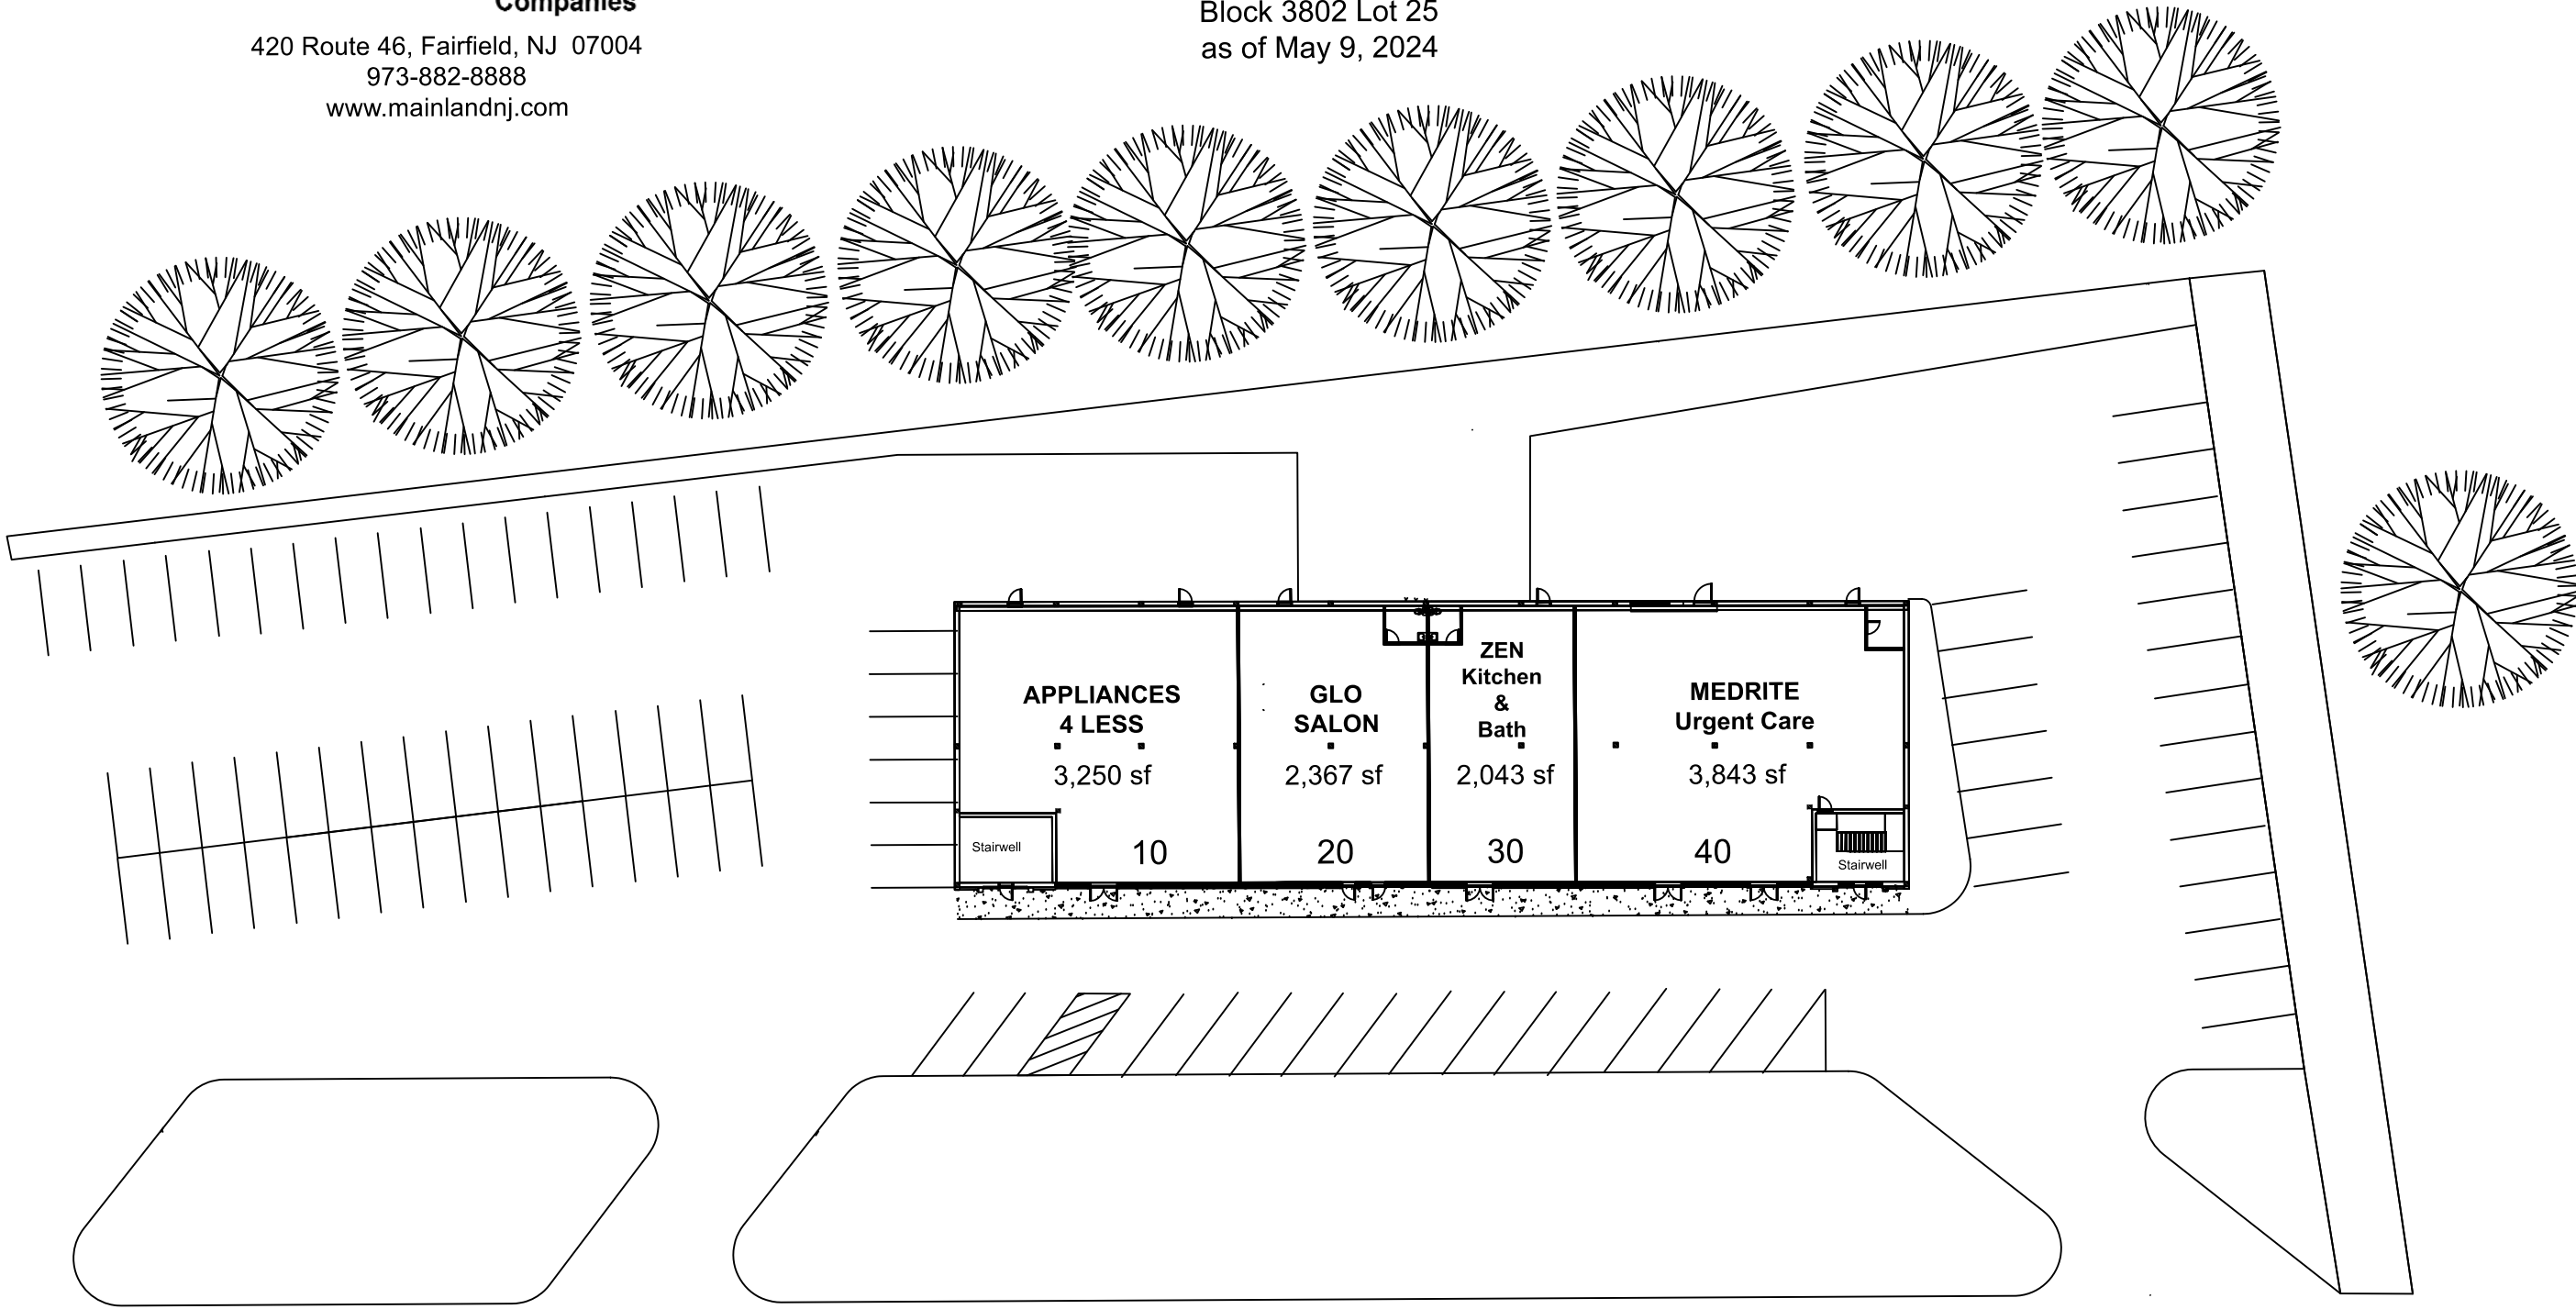 Companies
420 Route 46, Fairfield, NJ 07004
973-882-8888
www.mainlandnj.com
Block 3802 Lot 25
as of May 9, 2024
APPLIANCES
4 LESS
3,250 sf
10
Stairwell
GLO
SALON
2,367 sf
20
ZEN
Kitchen
&
Bath
2,043 sf
30
MEDRITE
Urgent Care
3,843 sf
40
Stairwell